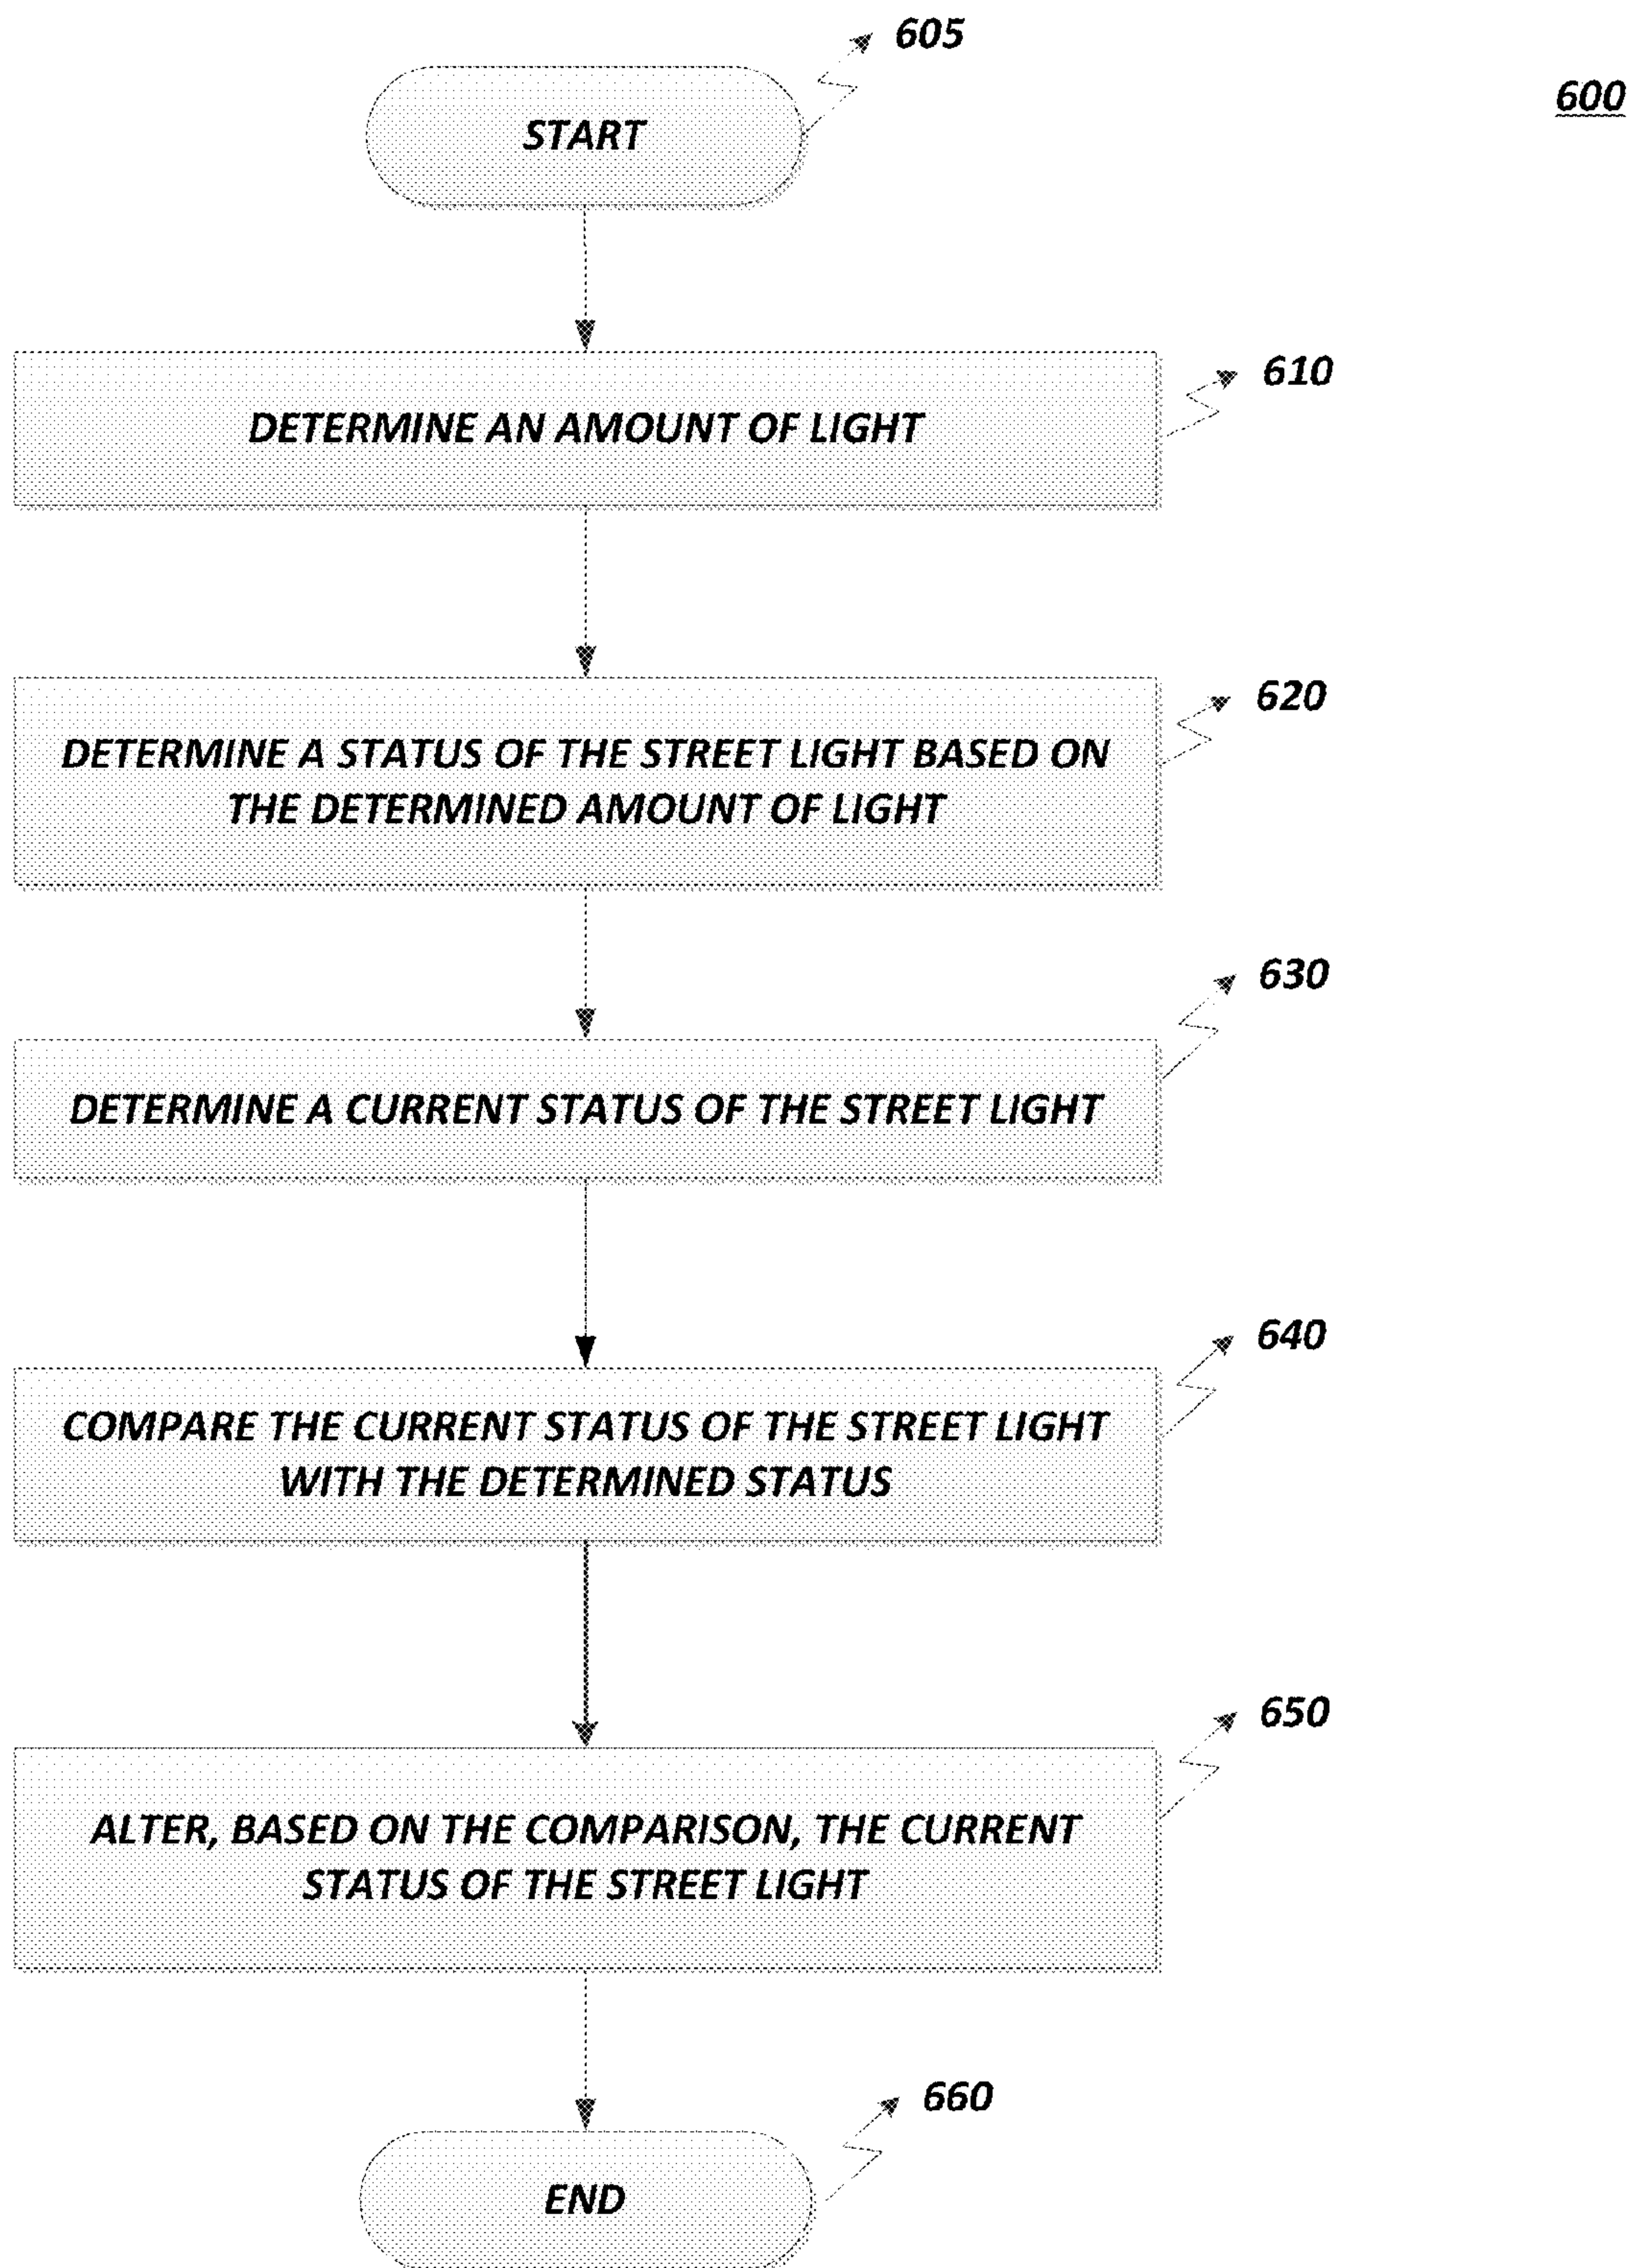 605
600
START
610
DETERMINE AN AMOUNT OF LIGHT
620
DETERMINE A STATUS OF THE STREET LIGHT BASED ON
THE DETERMINED AMOUNT OF LIGHT
630
DETERMINE A CURRENT STATUS OF THE STREET LIGHT
640
COMPARE THE CURRENT STATUS OF THE STREET LIGHT
WITH THE DETERMINED STATUS
650
ALTER, BASED ON THE COMPARISON, THE CURRENT
STATUS OF THE STREET LIGHT
660
END